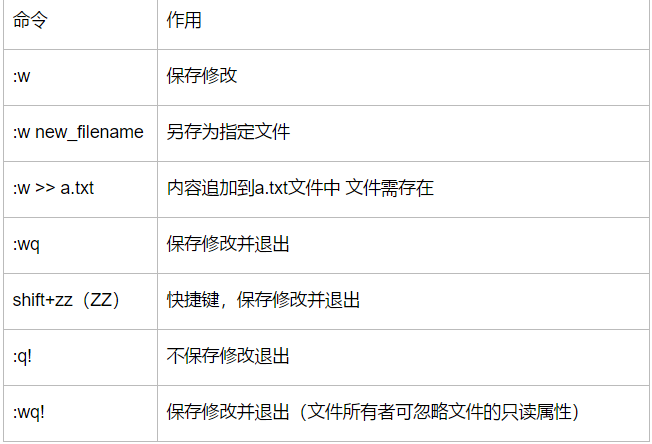 命令 作用
:w 保存修改
:w new_filename 另存为指定文件
:w >> a.txt 内容追加到a.txt文件中 文件需存在
:wq 保存修改并退出
shift+zz（ZZ） 快捷键，保存修改并退出
:q! 不保存修改退出
:wq! 保存修改并退出（文件所有者可忽略文件的只读属性）